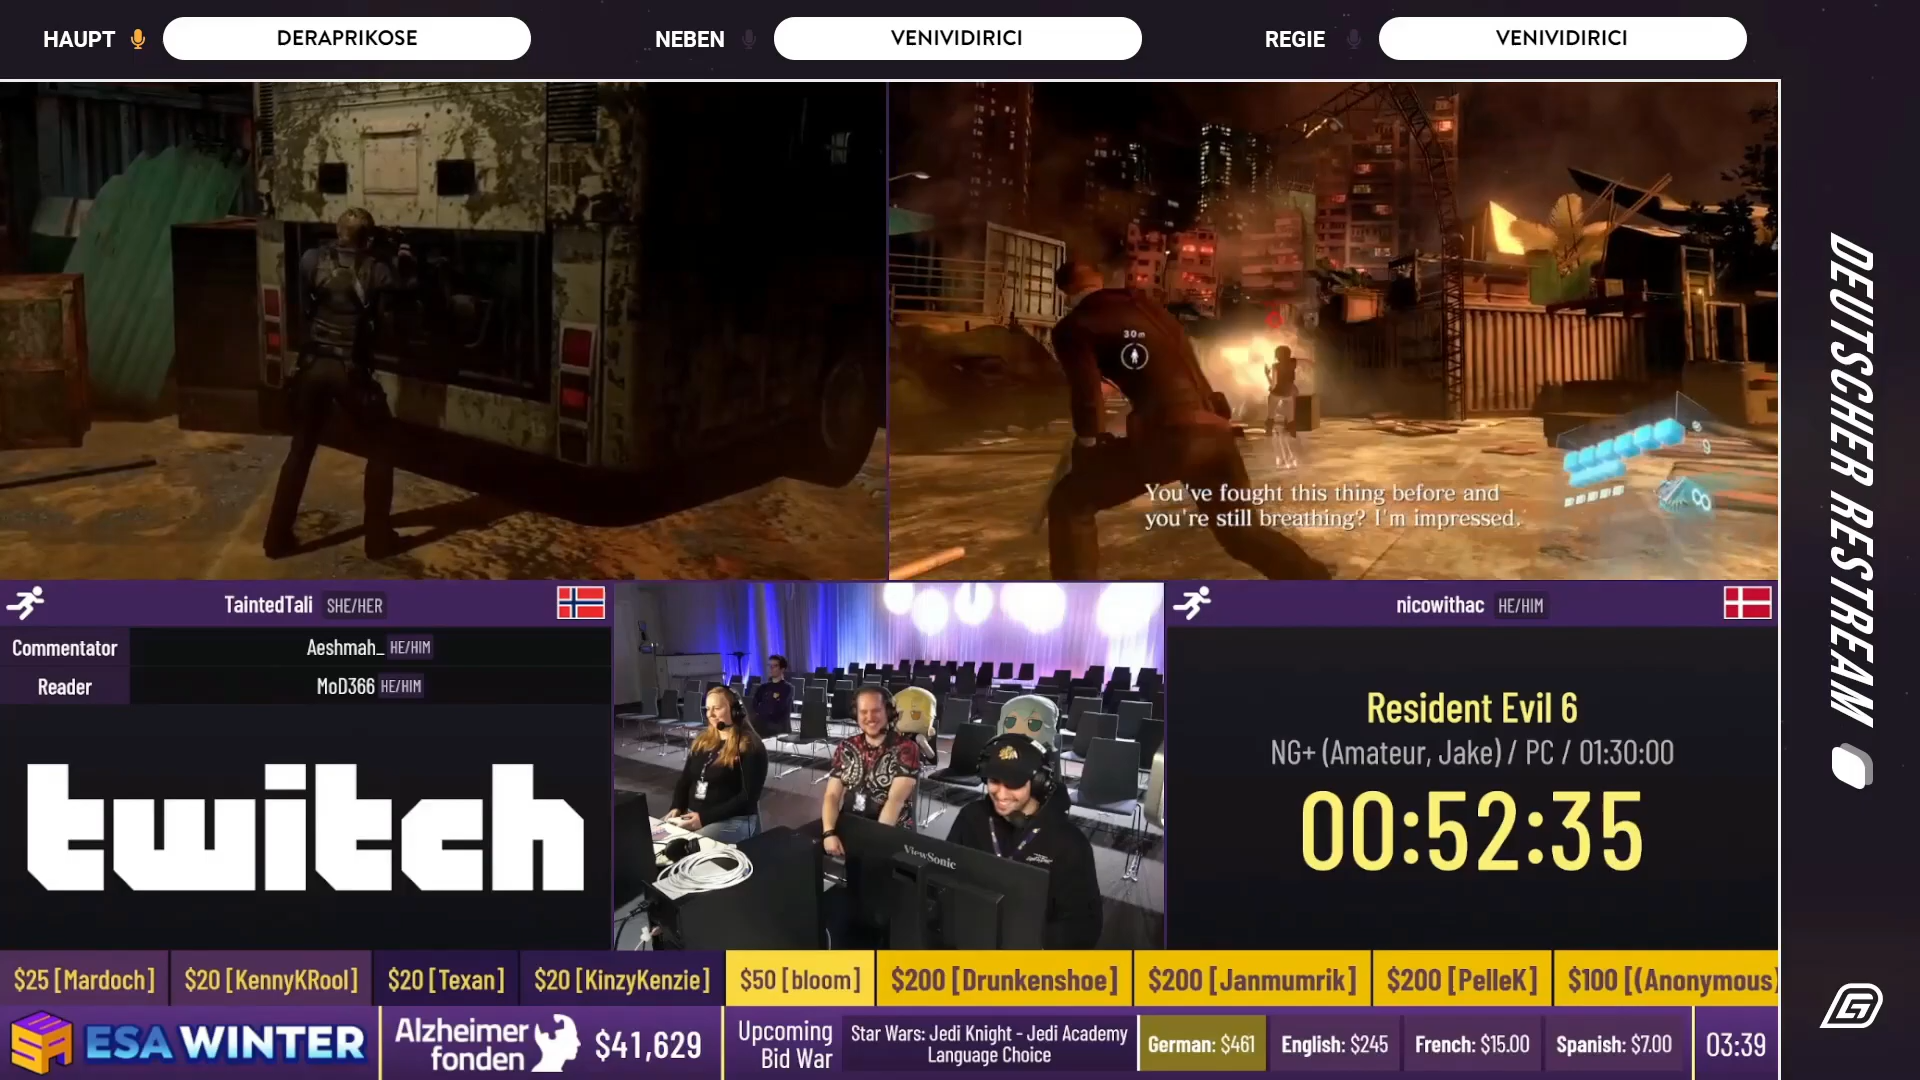 HAUPT
DERAPRIKOSE
NEBEN
VENIVIDIRICI
REGIE
VENIVIDIRICI
30m
You've fought this thing before and
you're still breathing? I'm impressed.
9
DEUTSCHER RESTREAM
TaintedTali SHE/HER
nicowithac HE/HIM
Commentator Aeshmah_ HE/HIM
Reader MoD366 HE/HIM
twitch
ViewSonic
Resident Evil 6
NG+ (Amateur, Jake) / PC / 01:30:00
00:52:35
$25 [Mardoch] $20 [KennyKRool] $20 [Texan] $20 [KinzyKenzie] $50 [bloom] $200 [Drunkenshoe] $200 [Janmumrik] $200 [PelleK] $100 [(Anonymous)
ESA WINTER
Alzheimer
fonden
$41,629
Upcoming
Bid War
Star Wars: Jedi Knight - Jedi Academy
Language Choice
German: $461 English: $245 French: $15.00 Spanish: $7.00
03:39